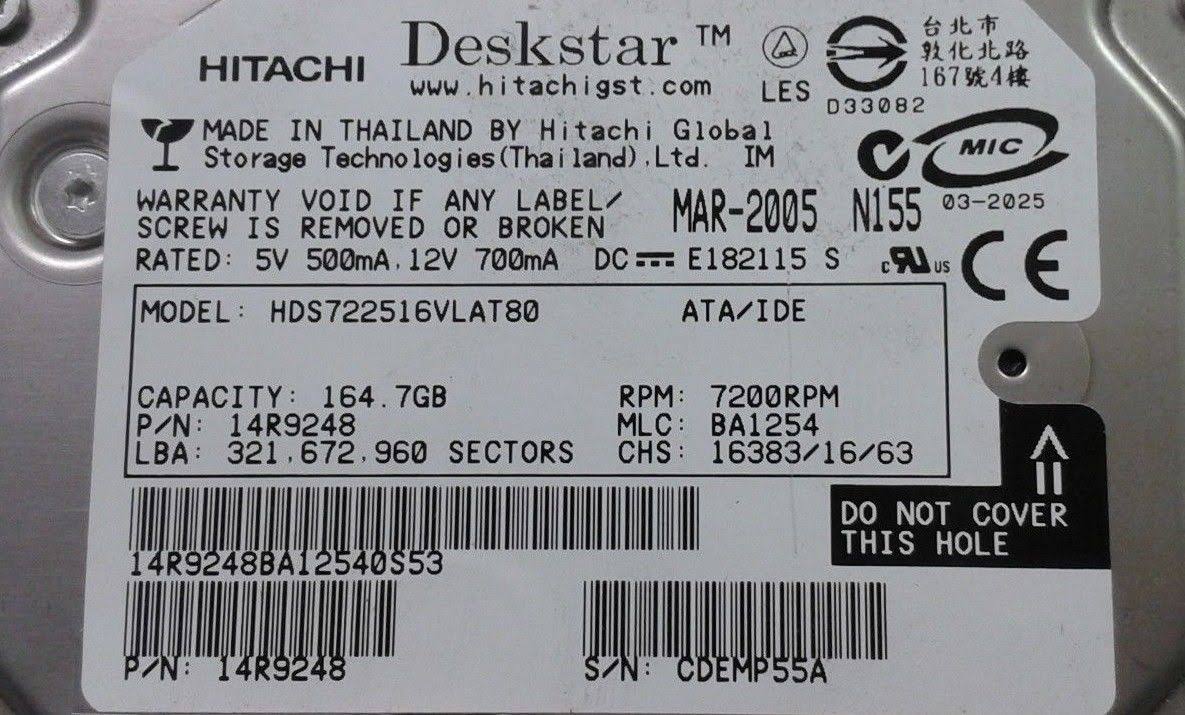 HITACHI Deskstar ™
www.hitachigst.com
LES
D33082
台北市
敦化北路
167號4樓
MADE IN THAILAND BY Hitachi Global
Storage Technologies(Thailand),Ltd. IM
MIC
03-2025
WARRANTY VOID IF ANY LABEL/
SCREW IS REMOVED OR BROKEN
MAR-2005 N155
RATED: 5V 500mA,12V 700mA DC E182115 S
c RU US
CE
MODEL: HDS722516VLAT80 ATA/IDE
CAPACITY: 164.7GB RPM: 7200RPM
P/N: 14R9248 MLC: BA1254
LBA: 321,672,960 SECTORS CHS: 16383/16/63
DO NOT COVER
THIS HOLE
14R9248BA12540S53
P/N: 14R9248 S/N: CDEMP55A